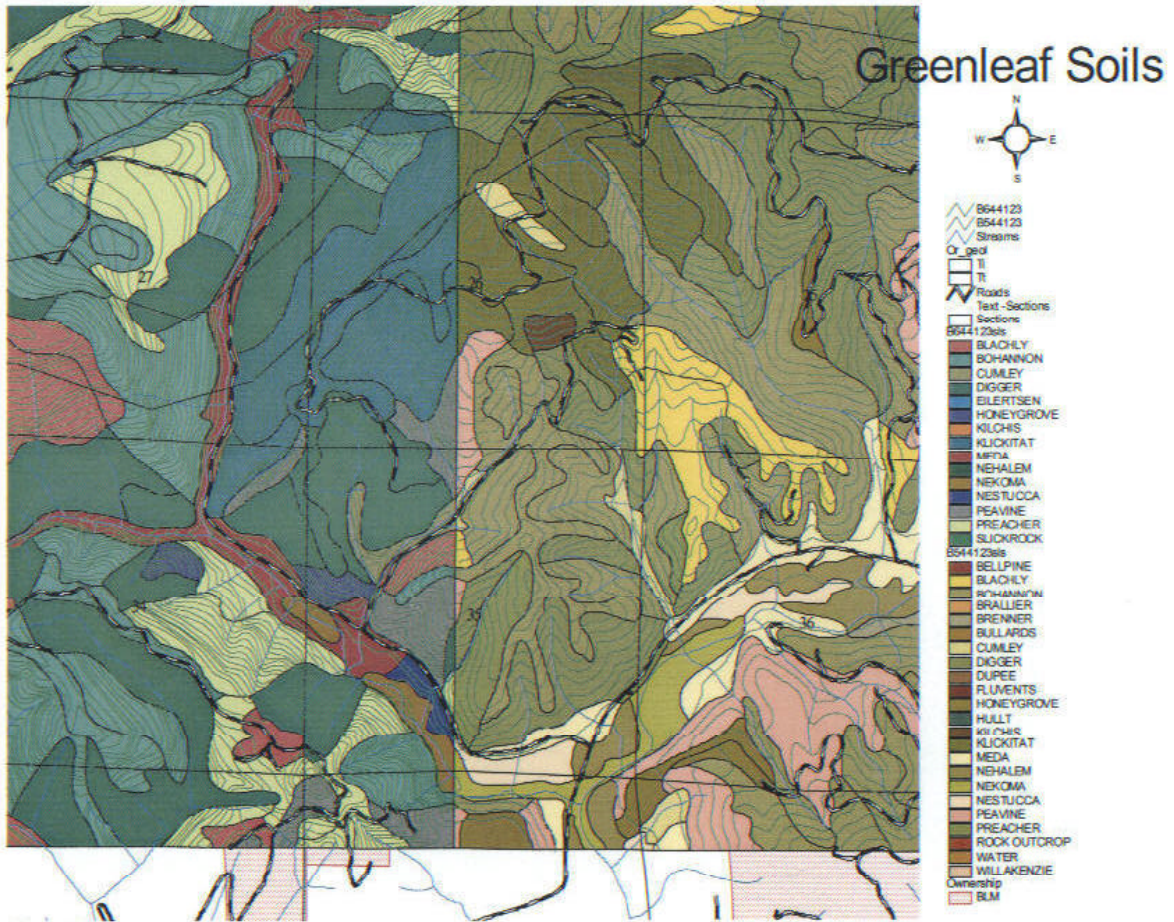 Greenleaf Soils
N
W
E
S
B644123
B544123
Streams
Or_geol
Tl
Tt
Roads
Text-Sections
Sections
B644123sls
BLACHLY
BOHANNON
CUMLEY
DIGGER
EILERTSEN
HONEYGROVE
KILCHIS
KLICKITAT
MEDA
NEHALEM
NEKOMA
NESTUCCA
PEAVINE
PREACHER
SLICKROCK
B544123sls
BELLPINE
BLACHLY
BOHANNON
BRALLIER
BRENNER
BULLARDS
CUMLEY
DIGGER
DUPEE
FLUVENTS
HONEYGROVE
HULLT
KILCHIS
KLICKITAT
MEDA
NEHALEM
NEKOMA
NESTUCCA
PEAVINE
PREACHER
ROCK OUTCROP
WATER
WILLAKENZIE
Ownership
BLM
27
35
36